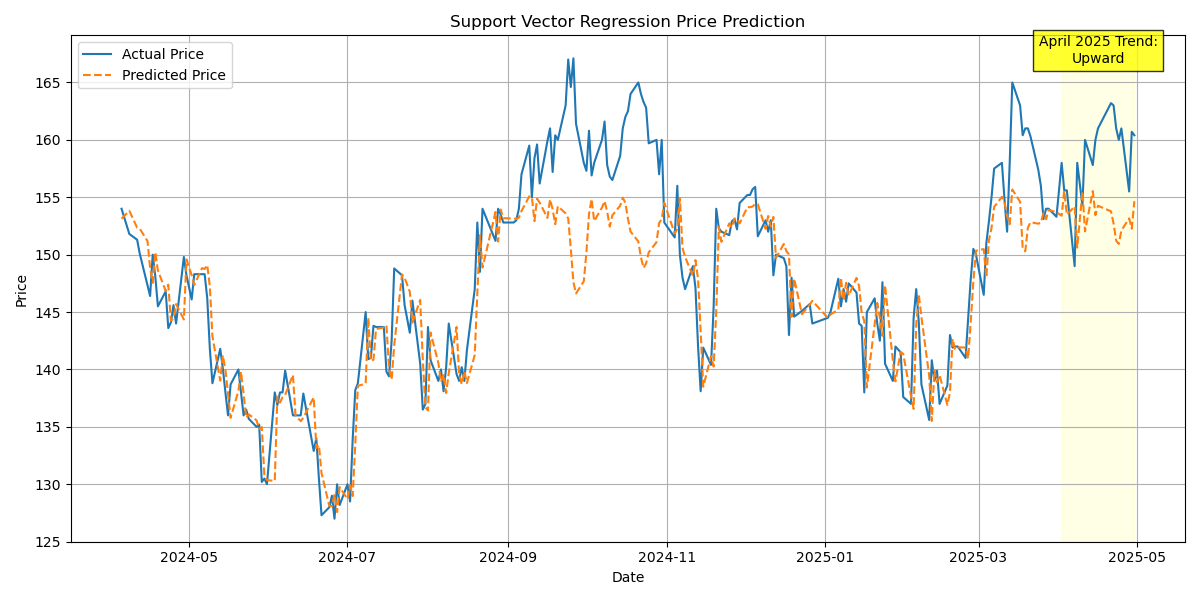 Support Vector Regression Price Prediction
Actual Price
Predicted Price
April 2025 Trend:
Upward
Price
165
160
155
150
145
140
135
130
125
2024-05
2024-07
2024-09
2024-11
2025-01
2025-03
2025-05
Date